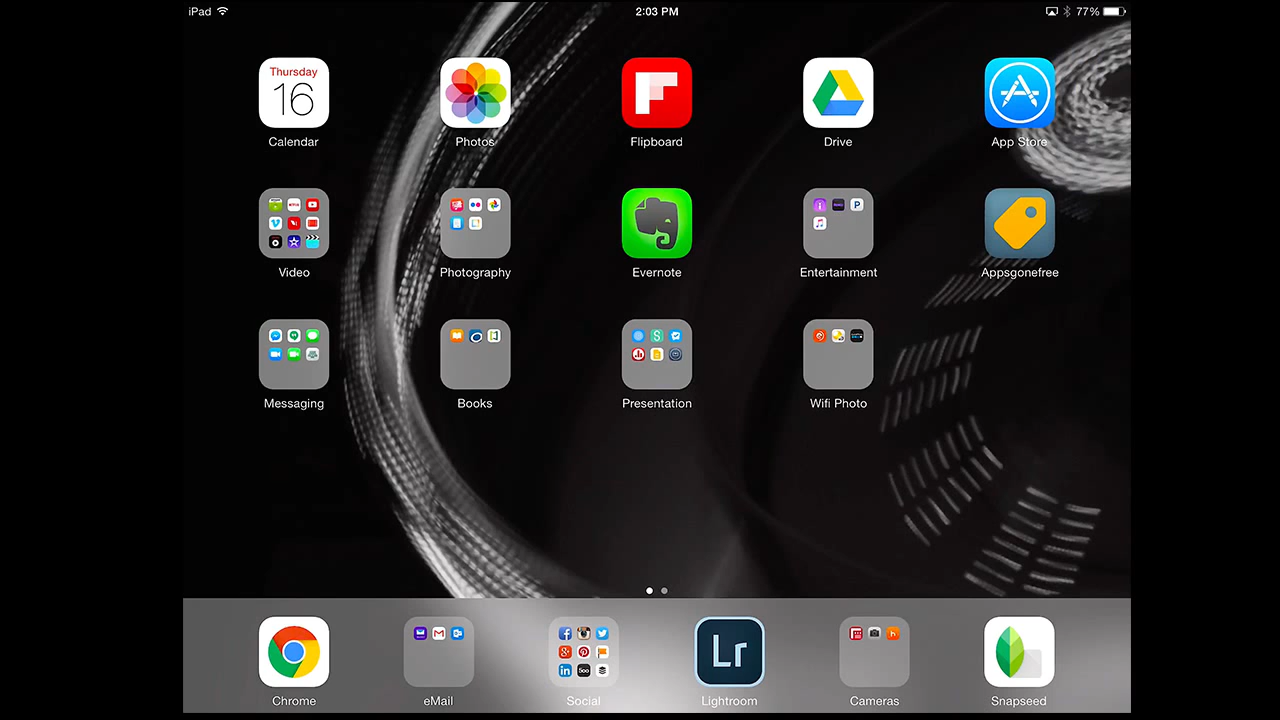 iPad 2:03 PM 77%
Thursday
16
Calendar Photos Flipboard Drive App Store
Video Photography Evernote Entertainment Appsgonefree
Messaging Books Presentation Wifi Photo
Lr
Chrome eMail Social Lightroom Cameras Snapseed